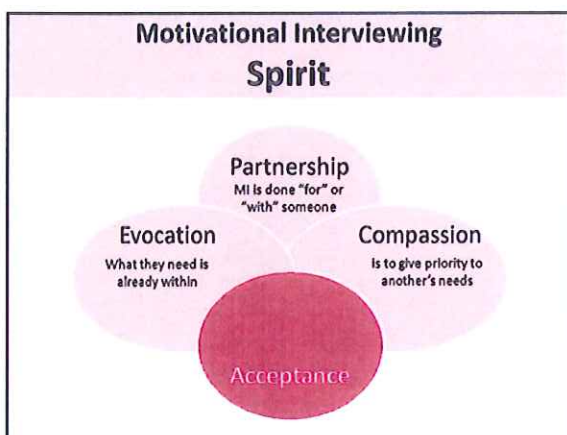 Motivational Interviewing
Spirit
Partnership
MI is done "for" or
"with" someone
Evocation
What they need is
already within
Compassion
is to give priority to
another's needs
Acceptance